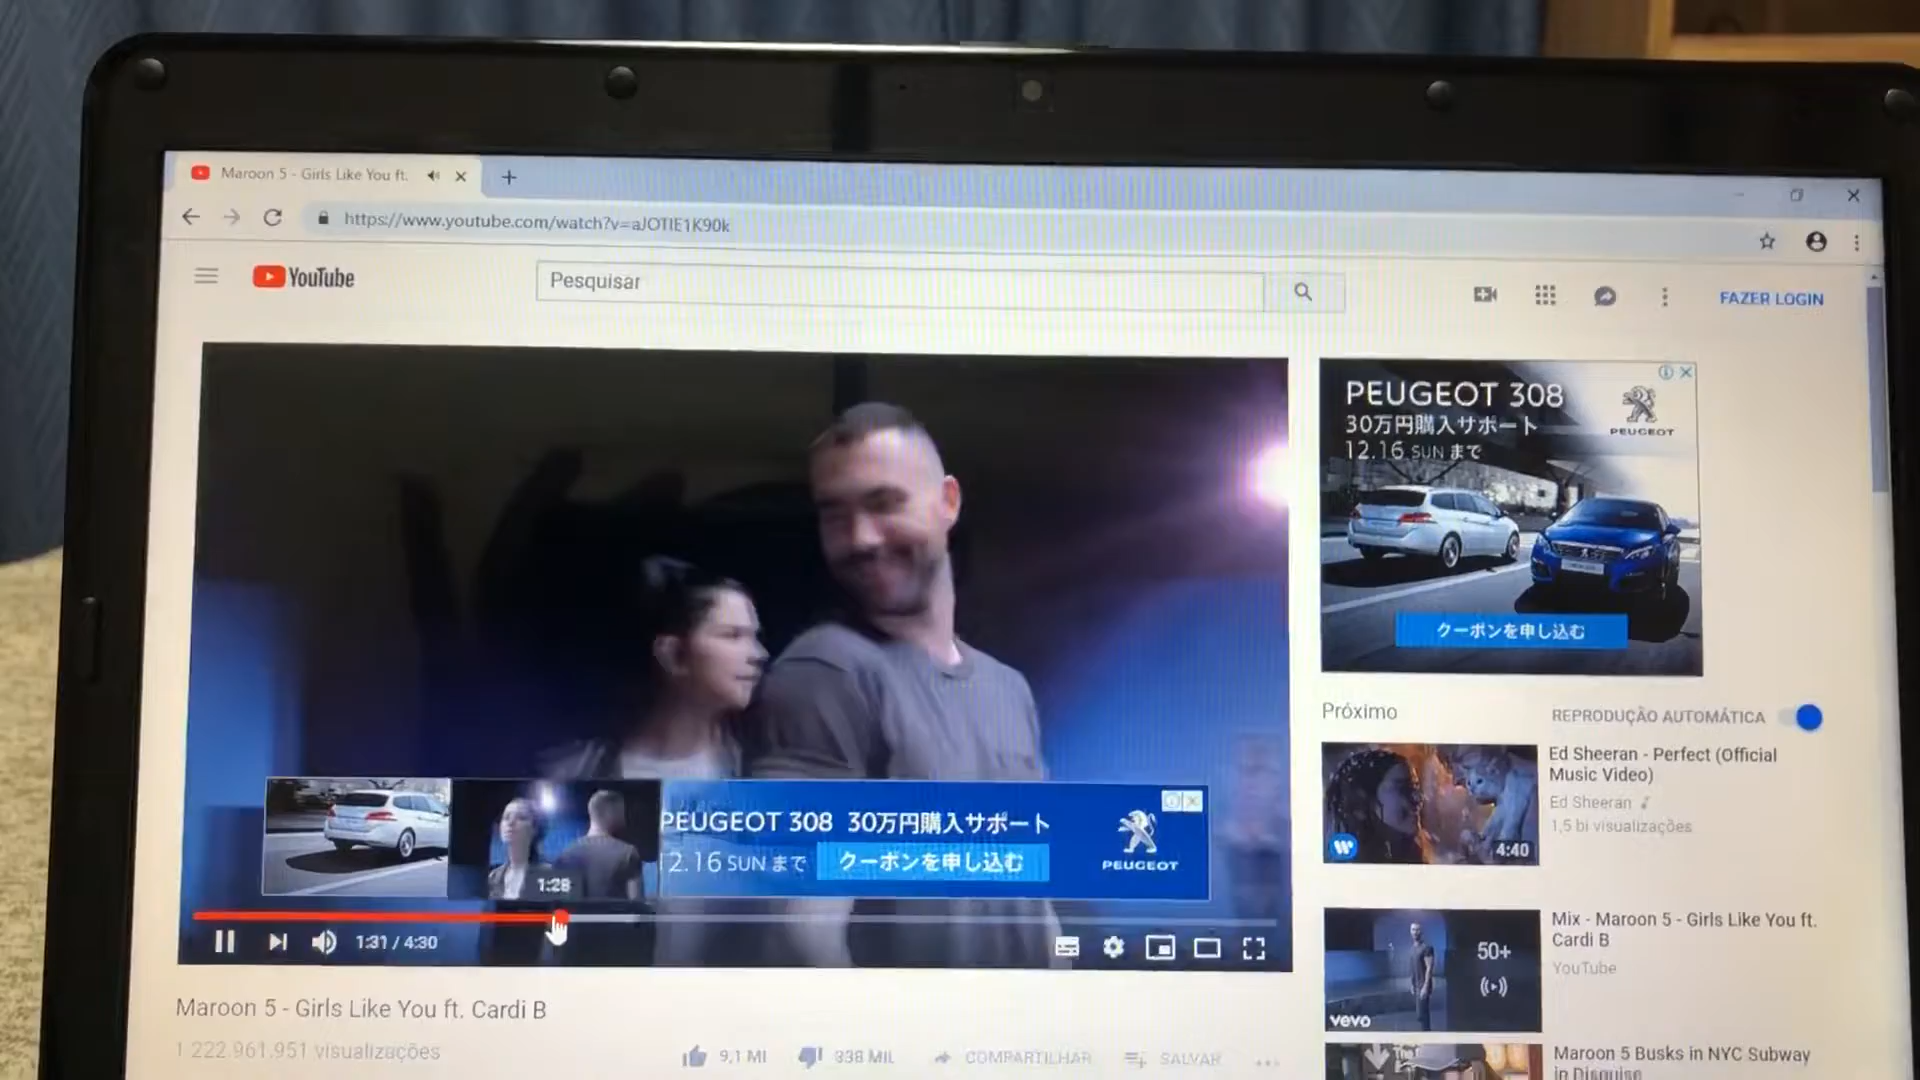 Maroon 5 - Girls Like You ft.
https://www.youtube.com/watch?v=aJOTlE1K90k
YouTube
Pesquisar
FAZER LOGIN
PEUGEOT 308
30万円購入サポート
12.16 SUN まで
PEUGEOT
クーポンを申し込む
Próximo
REPRODUÇÃO AUTOMÁTICA
Ed Sheeran - Perfect (Official
Music Video)
Ed Sheeran
1,5 bi visualizações
4:40
PEUGEOT 308 30万円購入サポート
2.16 SUN まで
クーポンを申し込む
PEUGEOT
1:28
1:31 / 4:30
Mix - Maroon 5 - Girls Like You ft.
Cardi B
YouTube
50+
vevo
Maroon 5 - Girls Like You ft. Cardi B
1.222.961.951 visualizações
9,1 MI
338 MIL
COMPARTILHAR
SALVAR
Maroon 5 Busks in NYC Subway
in Disguise